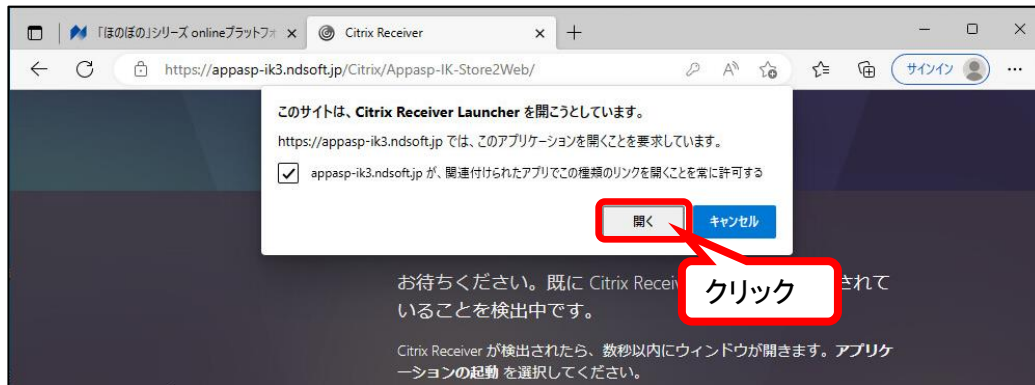 「ほのぼの」シリーズ onlineプラットフォ
Citrix Receiver
https://appasp-ik3.ndsoft.jp/Citrix/Appasp-IK-Store2Web/
サインイン
このサイトは、Citrix Receiver Launcher を開こうとしています。
https://appasp-ik3.ndsoft.jp では、このアプリケーションを開くことを要求しています。
appasp-ik3.ndsoft.jp が、関連付けられたアプリでこの種類のリンクを開くことを常に許可する
開く
キャンセル
クリック
お待ちください。既に Citrix Recei されて
いることを検出中です。
Citrix Receiver が検出されたら、数秒以内にウィンドウが開きます。アプリケ
ーションの起動 を選択してください。